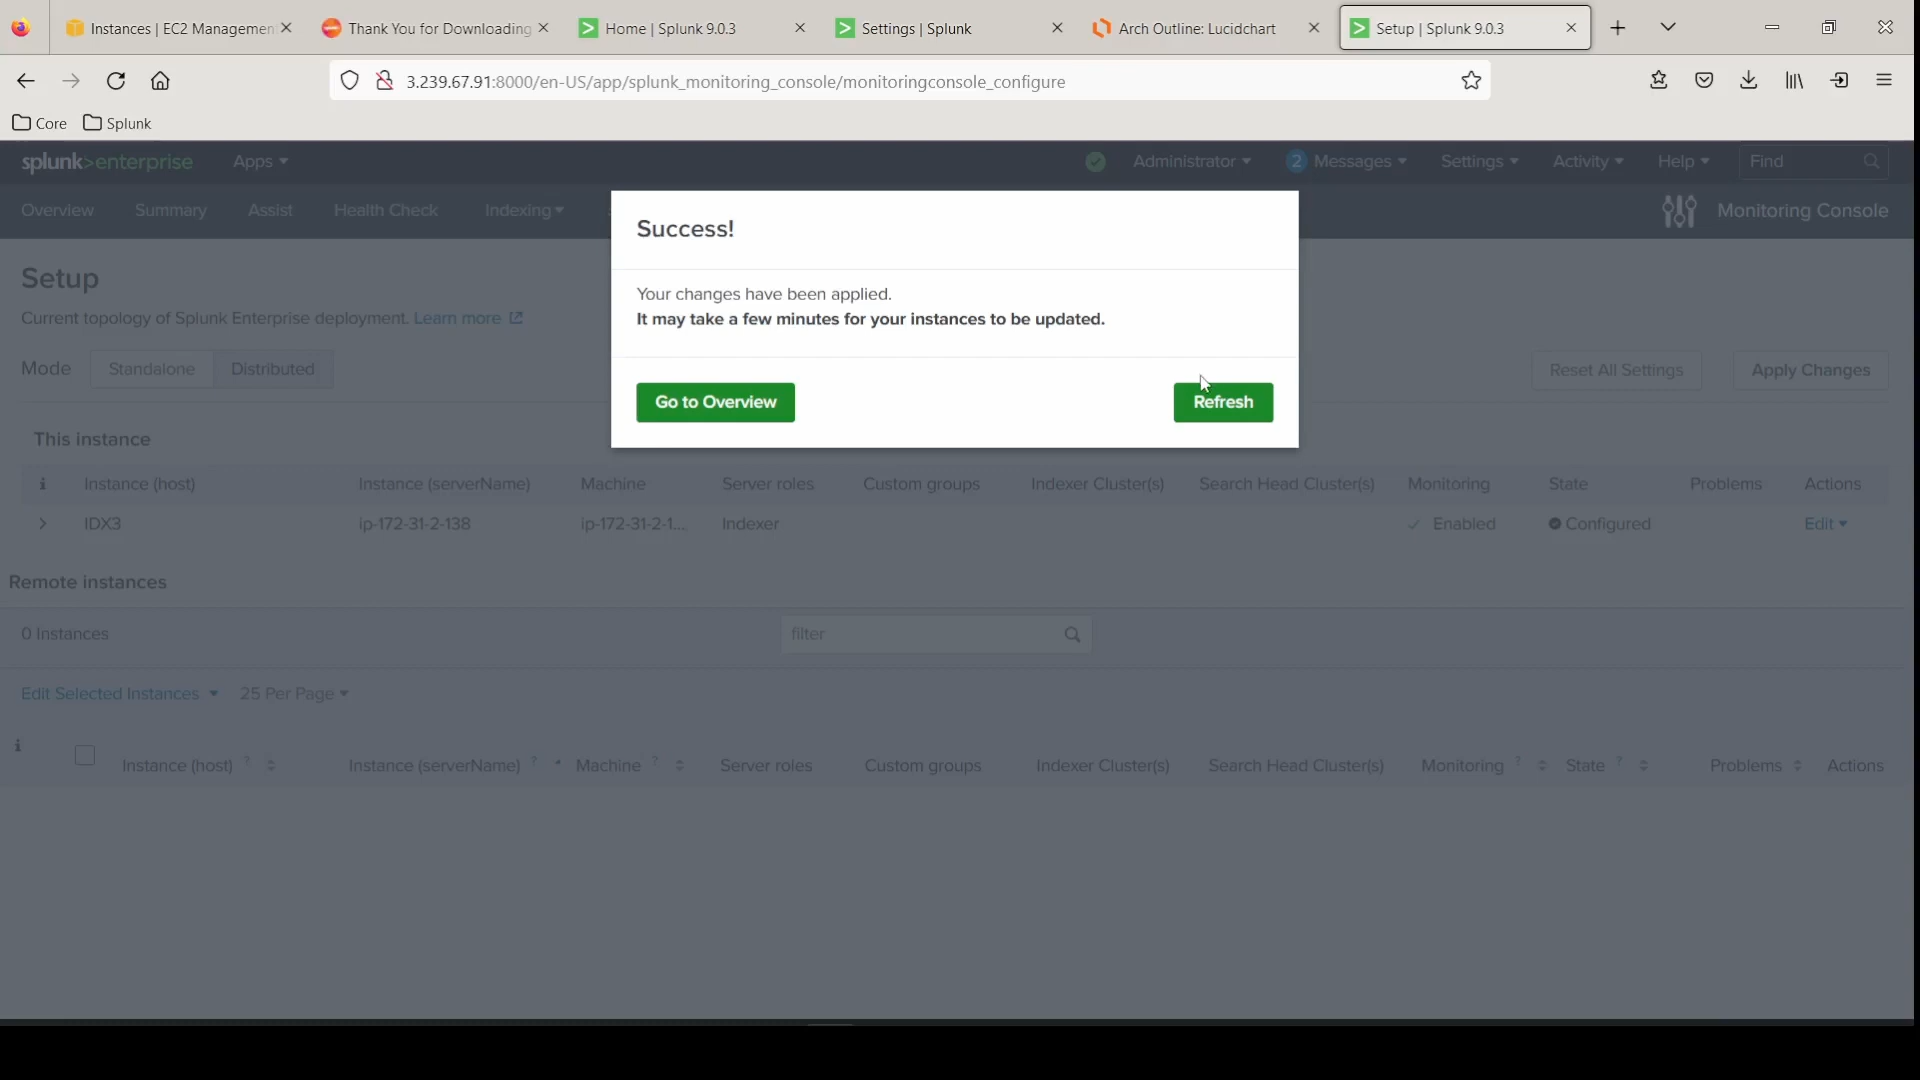 Instances | EC2 Managemen
Thank You for Downloading
Home | Splunk 9.0.3
Settings | Splunk
Arch Outline: Lucidchart
Setup | Splunk 9.0.3
3.239.67.91:8000/en-US/app/splunk_monitoring_console/monitoringconsole_configure
Core
Splunk
splunk>enterprise
Apps
Administrator
2
Messages
Settings
Activity
Help
Find
Overview
Summary
Assist
Health Check
Indexing
Monitoring Console
Success!
Your changes have been applied.
It may take a few minutes for your instances to be updated.
Go to Overview
Refresh
Setup
Current topology of Splunk Enterprise deployment. Learn more
Mode
Standalone
Distributed
Reset All Settings
Apply Changes
This instance
i
Instance (host)
Instance (serverName)
Machine
Server roles
Custom groups
Indexer Cluster(s)
Search Head Cluster(s)
Monitoring
State
Problems
Actions
IDX3
ip-172-31-2-138
ip-172-31-2-1...
Indexer
Enabled
Configured
Edit
Remote instances
0 Instances
filter
Edit Selected Instances
25 Per Page
i
Instance (host) ?
Instance (serverName) ?
Machine ?
Server roles
Custom groups
Indexer Cluster(s)
Search Head Cluster(s)
Monitoring ?
State ?
Problems
Actions